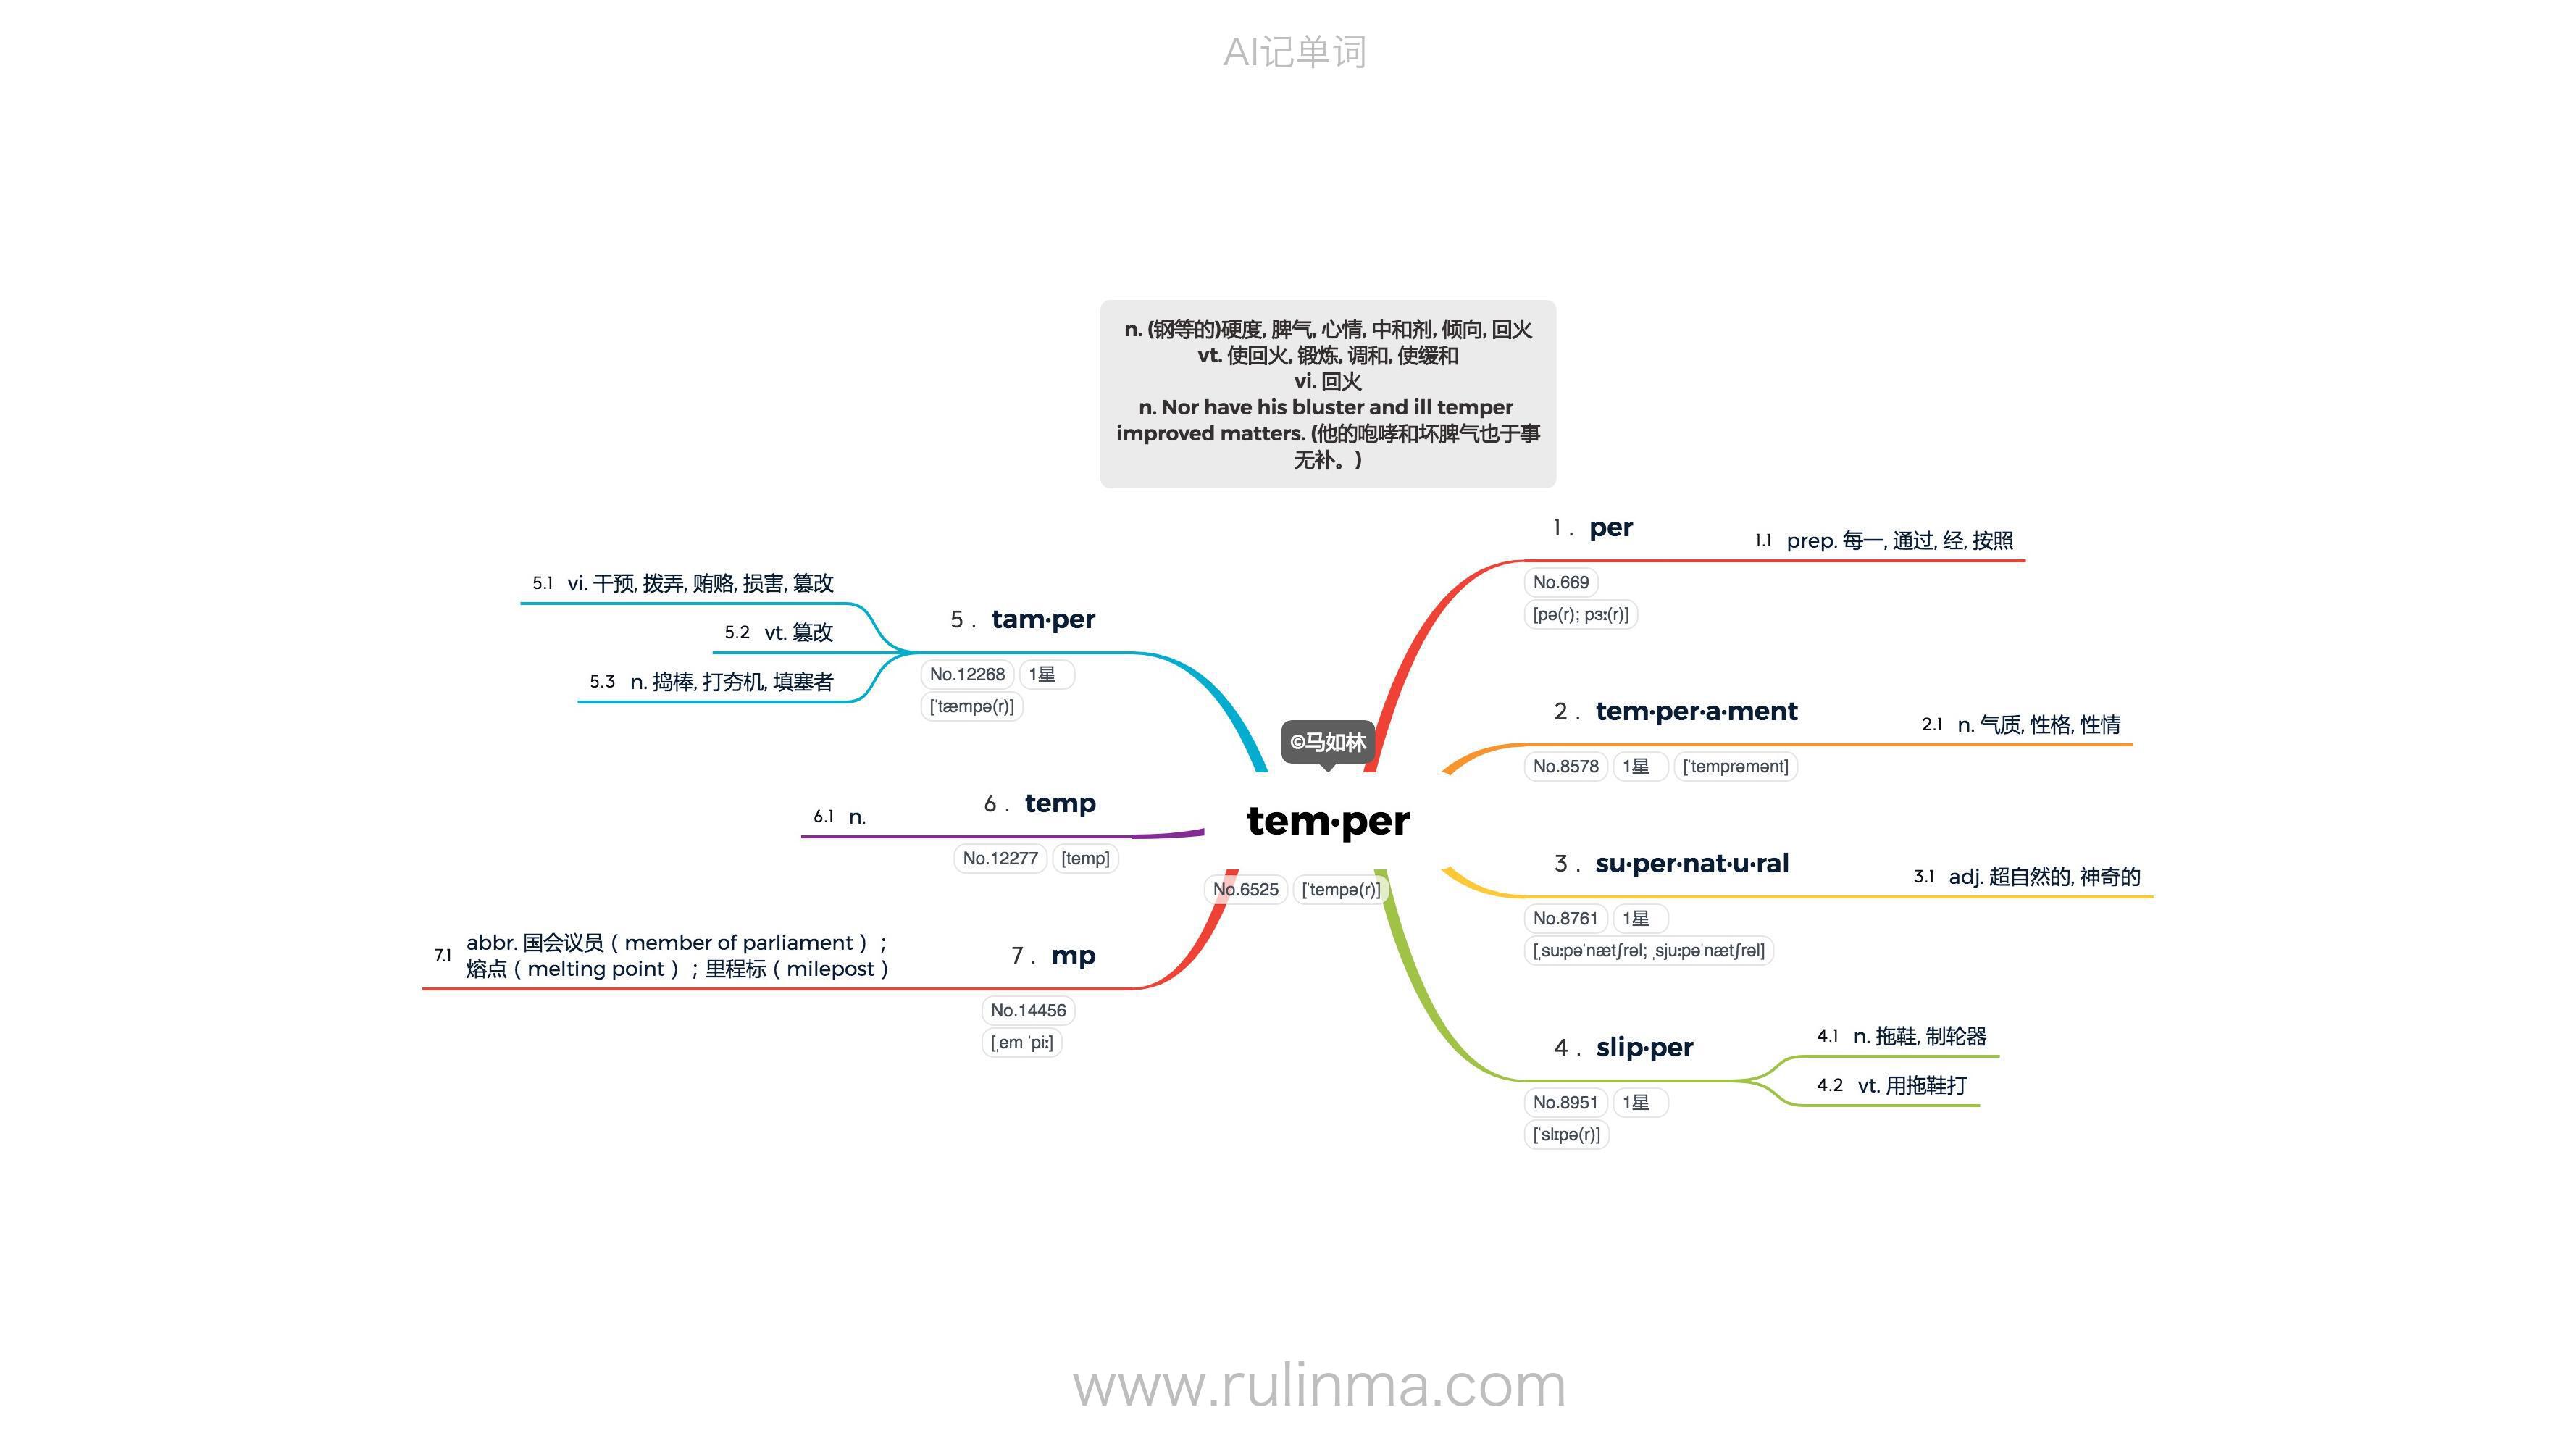 AI记单词
n. (钢等的)硬度, 脾气, 心情, 中和剂, 倾向, 回火
vt. 使回火, 锻炼, 调和, 使缓和
vi. 回火
n. Nor have his bluster and ill temper
improved matters. (他的咆哮和坏脾气也于事
无补。)
©马如林
tem·per
No.6525 ['tempə(r)]
1. per
No.669
[pə(r); pɜː(r)]
1.1 prep. 每一, 通过, 经, 按照
2. tem·per·a·ment
No.8578 1星 ['temprəmənt]
2.1 n. 气质, 性格, 性情
3. su·per·nat·u·ral
No.8761 1星
[ˌsuːpə'nætʃrəl; ˌsjuːpə'nætʃrəl]
3.1 adj. 超自然的, 神奇的
4. slip·per
No.8951 1星
['slɪpə(r)]
4.1 n. 拖鞋, 制轮器
4.2 vt. 用拖鞋打
5. tam·per
No.12268 1星
['tæmpə(r)]
5.1 vi. 干预, 拨弄, 贿赂, 损害, 篡改
5.2 vt. 篡改
5.3 n. 捣棒, 打夯机, 填塞者
6. temp
No.12277 [temp]
6.1 n.
7. mp
No.14456
[ˌem 'piː]
7.1 abbr. 国会议员（member of parliament）；
熔点（melting point）；里程标（milepost）
www.rulinma.com